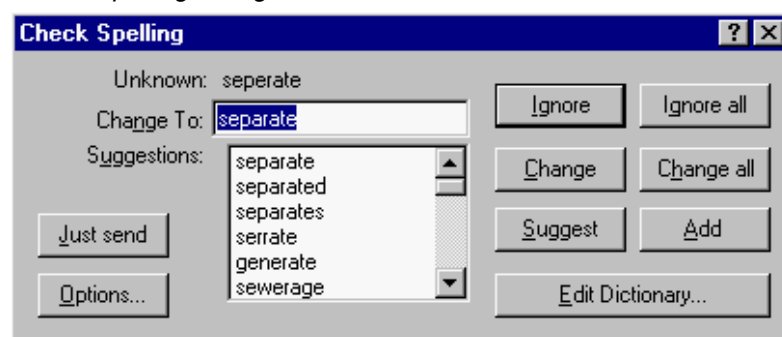 Check Spelling
Unknown: seperate
Change To: separate
Suggestions:
separate
separated
separates
serrate
generate
sewerage
Just send
Options...
Ignore
Ignore all
Change
Change all
Suggest
Add
Edit Dictionary...